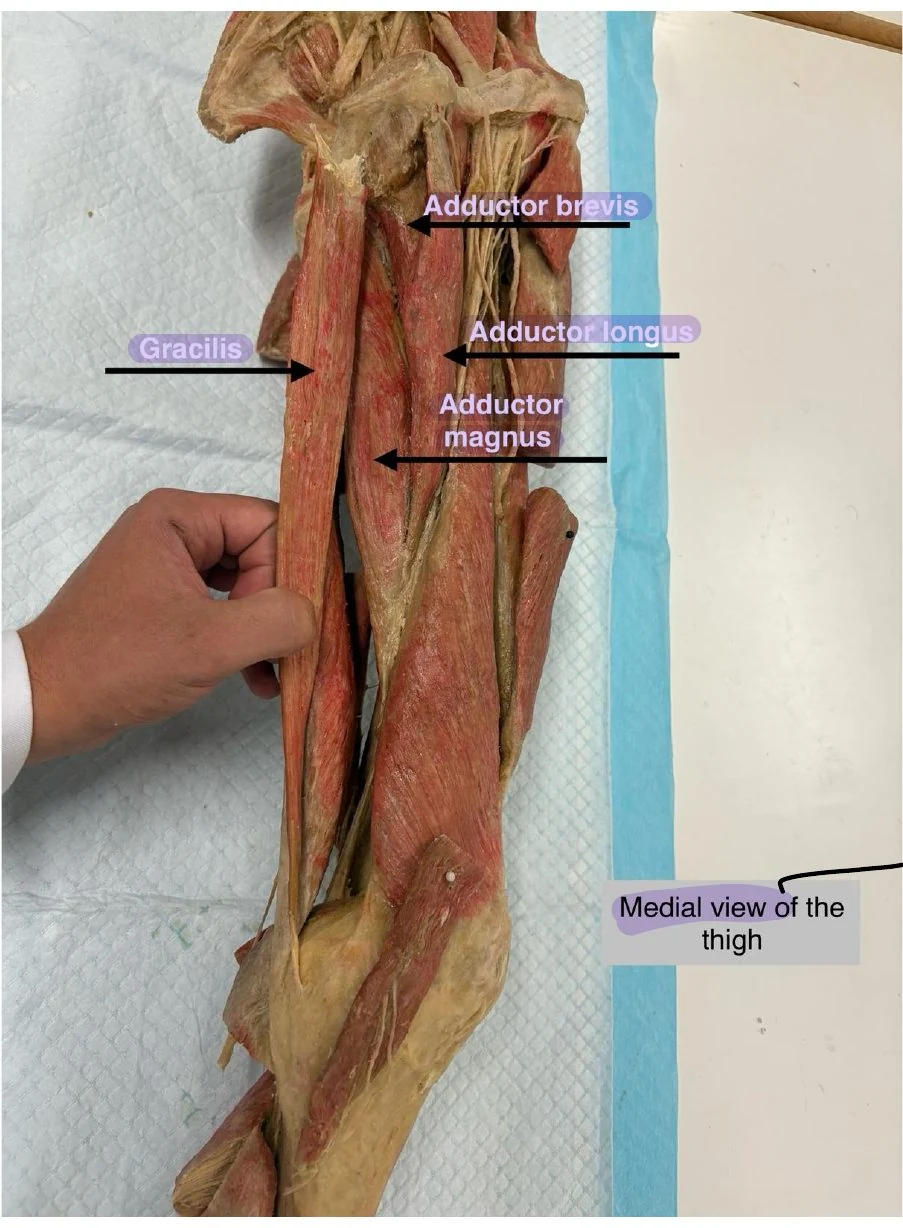 Adductor brevis
Adductor longus
Gracilis
Adductor
magnus
Medial view of the
thigh